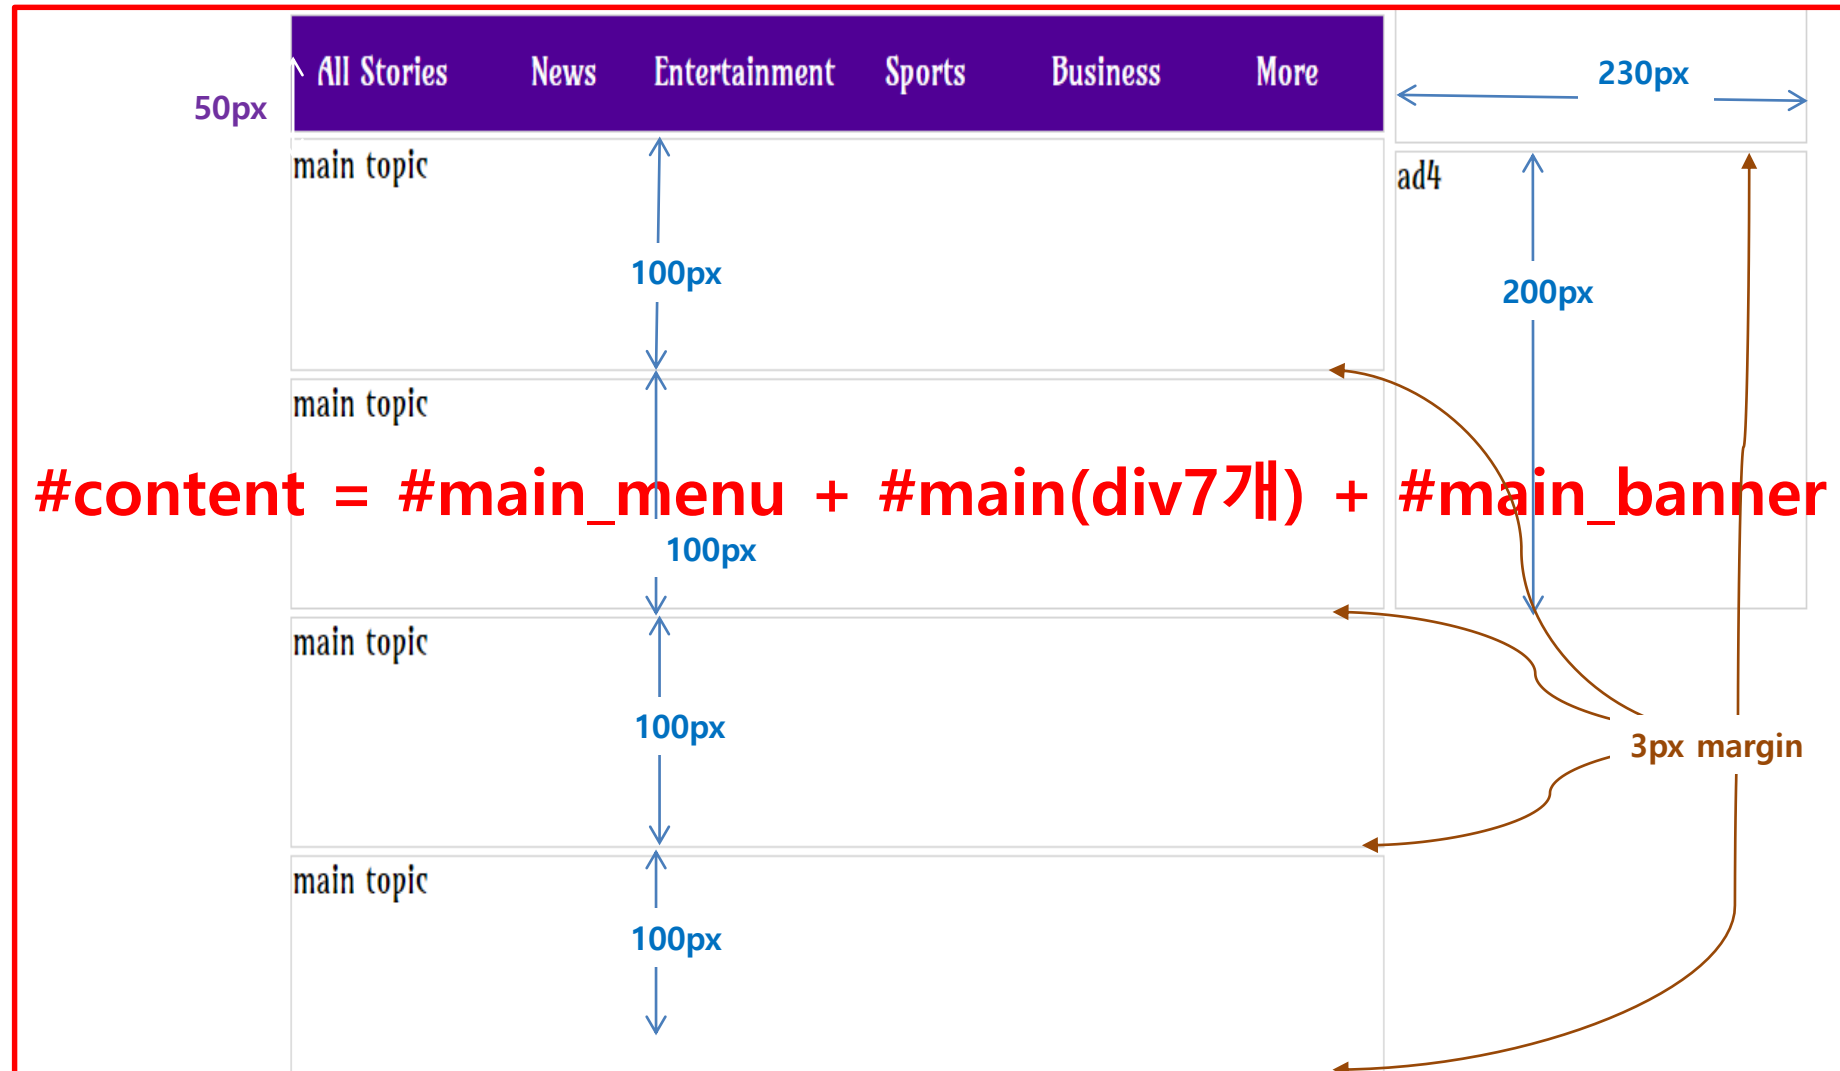 All Stories News Entertainment Sports Business More
230px
50px
main topic
ad4
100px
200px
main topic
#content = #main_menu + #main(div7개) + #main_banner
100px
main topic
100px
3px margin
main topic
100px